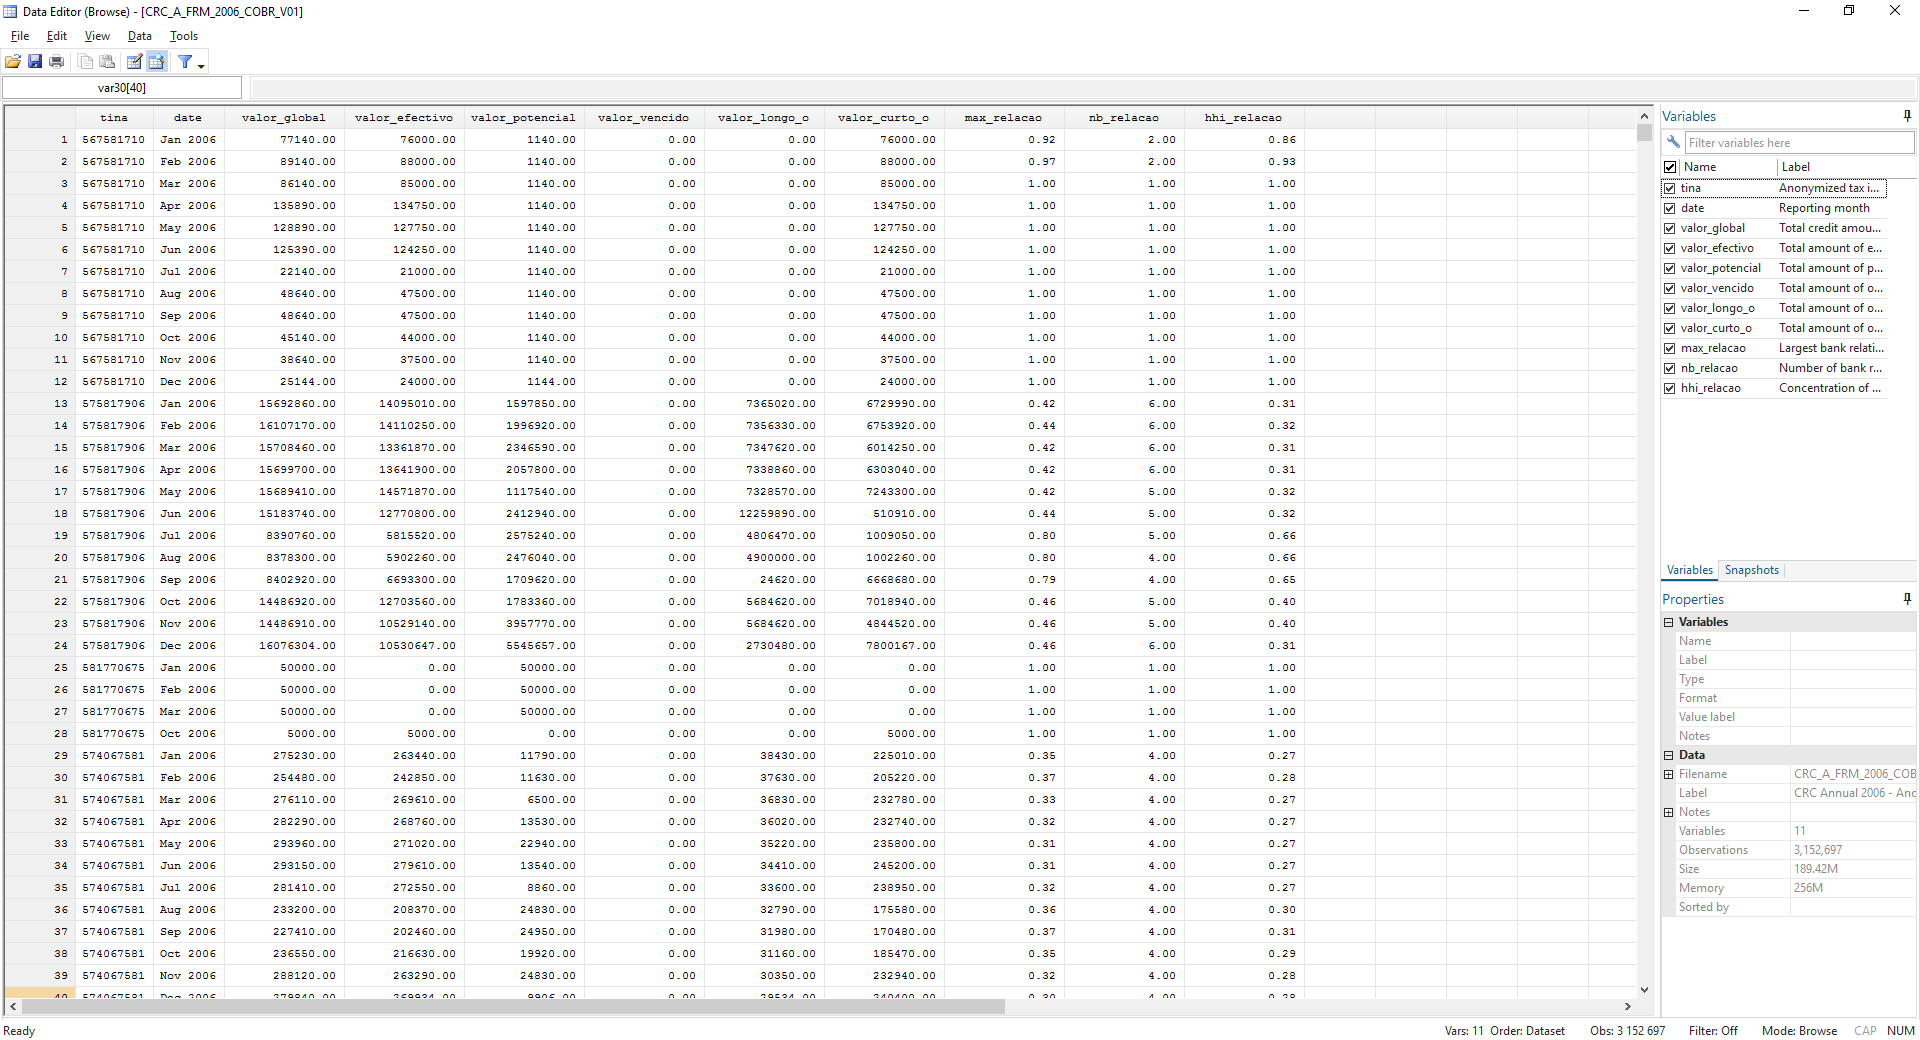 Data Editor (Browse) - [CRC_A_FRM_2006_COBR_V01]
File Edit View Data Tools
var30[40]
tina date valor_global valor_efectivo valor_potencial valor_vencido valor_longo_o valor_curto_o max_relacao nb_relacao hhi_relacao
1 567581710 Jan 2006 77140.00 76000.00 1140.00 0.00 0.00 76000.00 0.92 2.00 0.86
2 567581710 Feb 2006 89140.00 88000.00 1140.00 0.00 0.00 88000.00 0.97 2.00 0.93
3 567581710 Mar 2006 86140.00 85000.00 1140.00 0.00 0.00 85000.00 1.00 1.00 1.00
4 567581710 Apr 2006 135890.00 134750.00 1140.00 0.00 0.00 134750.00 1.00 1.00 1.00
5 567581710 May 2006 128890.00 127750.00 1140.00 0.00 0.00 127750.00 1.00 1.00 1.00
6 567581710 Jun 2006 125390.00 124250.00 1140.00 0.00 0.00 124250.00 1.00 1.00 1.00
7 567581710 Jul 2006 22140.00 21000.00 1140.00 0.00 0.00 21000.00 1.00 1.00 1.00
8 567581710 Aug 2006 48640.00 47500.00 1140.00 0.00 0.00 47500.00 1.00 1.00 1.00
9 567581710 Sep 2006 48640.00 47500.00 1140.00 0.00 0.00 47500.00 1.00 1.00 1.00
10 567581710 Oct 2006 45140.00 44000.00 1140.00 0.00 0.00 44000.00 1.00 1.00 1.00
11 567581710 Nov 2006 38640.00 37500.00 1140.00 0.00 0.00 37500.00 1.00 1.00 1.00
12 567581710 Dec 2006 25144.00 24000.00 1144.00 0.00 0.00 24000.00 1.00 1.00 1.00
13 575817906 Jan 2006 15692860.00 14095010.00 1597850.00 0.00 7365020.00 6729990.00 0.42 6.00 0.31
14 575817906 Feb 2006 16107170.00 14110250.00 1996920.00 0.00 7356330.00 6753920.00 0.44 6.00 0.32
15 575817906 Mar 2006 15708460.00 13361870.00 2346590.00 0.00 7347620.00 6014250.00 0.42 6.00 0.31
16 575817906 Apr 2006 15699700.00 13641900.00 2057800.00 0.00 7338860.00 6303040.00 0.42 6.00 0.31
17 575817906 May 2006 15689410.00 14571870.00 1117540.00 0.00 7328570.00 7243300.00 0.42 5.00 0.32
18 575817906 Jun 2006 15183740.00 12770800.00 2412940.00 0.00 12259890.00 510910.00 0.44 5.00 0.32
19 575817906 Jul 2006 8390760.00 5815520.00 2575240.00 0.00 4806470.00 1009050.00 0.80 5.00 0.66
20 575817906 Aug 2006 8378300.00 5902260.00 2476040.00 0.00 4900000.00 1002260.00 0.80 4.00 0.66
21 575817906 Sep 2006 8402920.00 6693300.00 1709620.00 0.00 24620.00 6668680.00 0.79 4.00 0.65
22 575817906 Oct 2006 14486920.00 12703560.00 1783360.00 0.00 5684620.00 7018940.00 0.46 5.00 0.40
23 575817906 Nov 2006 14486910.00 10529140.00 3957770.00 0.00 5684620.00 4844520.00 0.46 5.00 0.40
24 575817906 Dec 2006 16076304.00 10530647.00 5545657.00 0.00 2730480.00 7800167.00 0.46 6.00 0.31
25 581770675 Jan 2006 50000.00 0.00 50000.00 0.00 0.00 0.00 1.00 1.00 1.00
26 581770675 Feb 2006 50000.00 0.00 50000.00 0.00 0.00 0.00 1.00 1.00 1.00
27 581770675 Mar 2006 50000.00 0.00 50000.00 0.00 0.00 0.00 1.00 1.00 1.00
28 581770675 Oct 2006 5000.00 5000.00 0.00 0.00 0.00 5000.00 1.00 1.00 1.00
29 574067581 Jan 2006 275230.00 263440.00 11790.00 0.00 38430.00 225010.00 0.35 4.00 0.27
30 574067581 Feb 2006 254480.00 242850.00 11630.00 0.00 37630.00 205220.00 0.37 4.00 0.28
31 574067581 Mar 2006 276110.00 269610.00 6500.00 0.00 36830.00 232780.00 0.33 4.00 0.27
32 574067581 Apr 2006 282290.00 268760.00 13530.00 0.00 36020.00 232740.00 0.32 4.00 0.27
33 574067581 May 2006 293960.00 271020.00 22940.00 0.00 35220.00 235800.00 0.31 4.00 0.27
34 574067581 Jun 2006 293150.00 279610.00 13540.00 0.00 34410.00 245200.00 0.31 4.00 0.27
35 574067581 Jul 2006 281410.00 272550.00 8860.00 0.00 33600.00 238950.00 0.32 4.00 0.27
36 574067581 Aug 2006 233200.00 208370.00 24830.00 0.00 32790.00 175580.00 0.36 4.00 0.30
37 574067581 Sep 2006 227410.00 202460.00 24950.00 0.00 31980.00 170480.00 0.37 4.00 0.31
38 574067581 Oct 2006 236550.00 216630.00 19920.00 0.00 31160.00 185470.00 0.35 4.00 0.29
39 574067581 Nov 2006 288120.00 263290.00 24830.00 0.00 30350.00 232940.00 0.32 4.00 0.28
40 574067581 Dec 2006
Variables
Filter variables here
Name Label
tina Anonymized tax i...
date Reporting month
valor_global Total credit amou...
valor_efectivo Total amount of e...
valor_potencial Total amount of p...
valor_vencido Total amount of o...
valor_longo_o Total amount of o...
valor_curto_o Total amount of o...
max_relacao Largest bank relati...
nb_relacao Number of bank r...
hhi_relacao Concentration of ...
Variables Snapshots
Properties
Variables
Name
Label
Type
Format
Value label
Notes
Data
Filename CRC_A_FRM_2006_COB
Label CRC Annual 2006 - Ano
Notes
Variables 11
Observations 3,152,697
Size 189.42M
Memory 256M
Sorted by
Ready Vars: 11 Order: Dataset Obs: 3 152 697 Filter: Off Mode: Browse CAP NUM